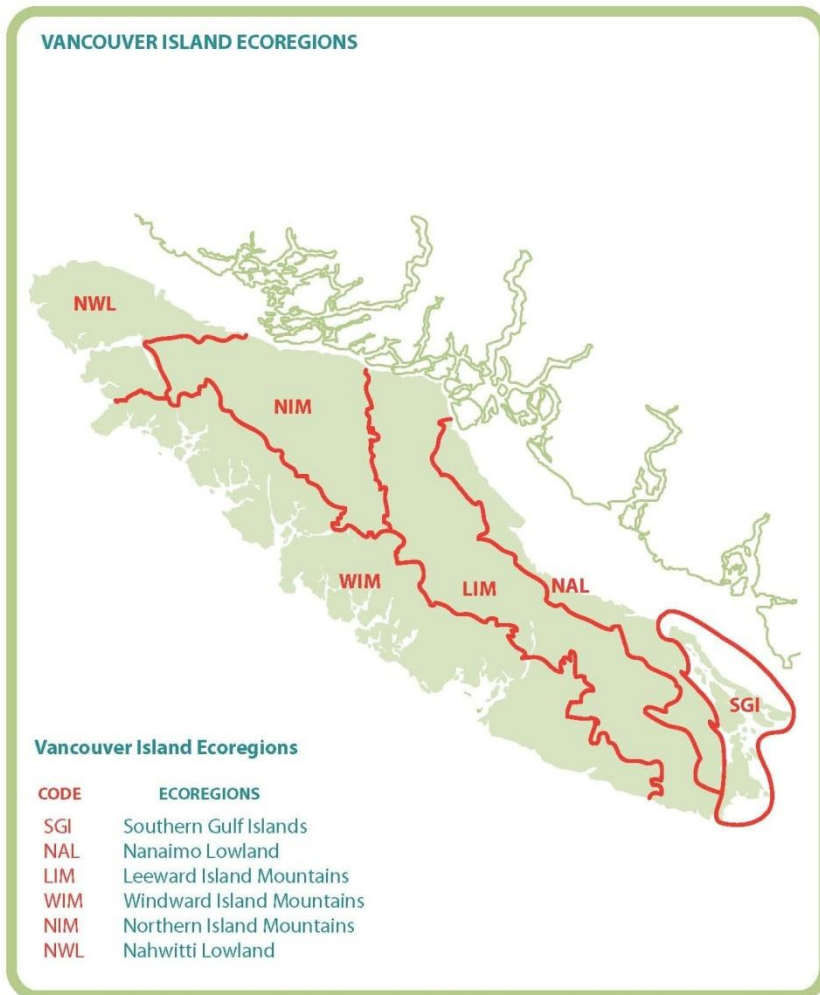 VANCOUVER ISLAND ECOREGIONS
NWL
NIM
WIM
LIM
NAL
SGI
Vancouver Island Ecoregions
CODE ECOREGIONS
SGI Southern Gulf Islands
NAL Nanaimo Lowland
LIM Leeward Island Mountains
WIM Windward Island Mountains
NIM Northern Island Mountains
NWL Nahwitti Lowland